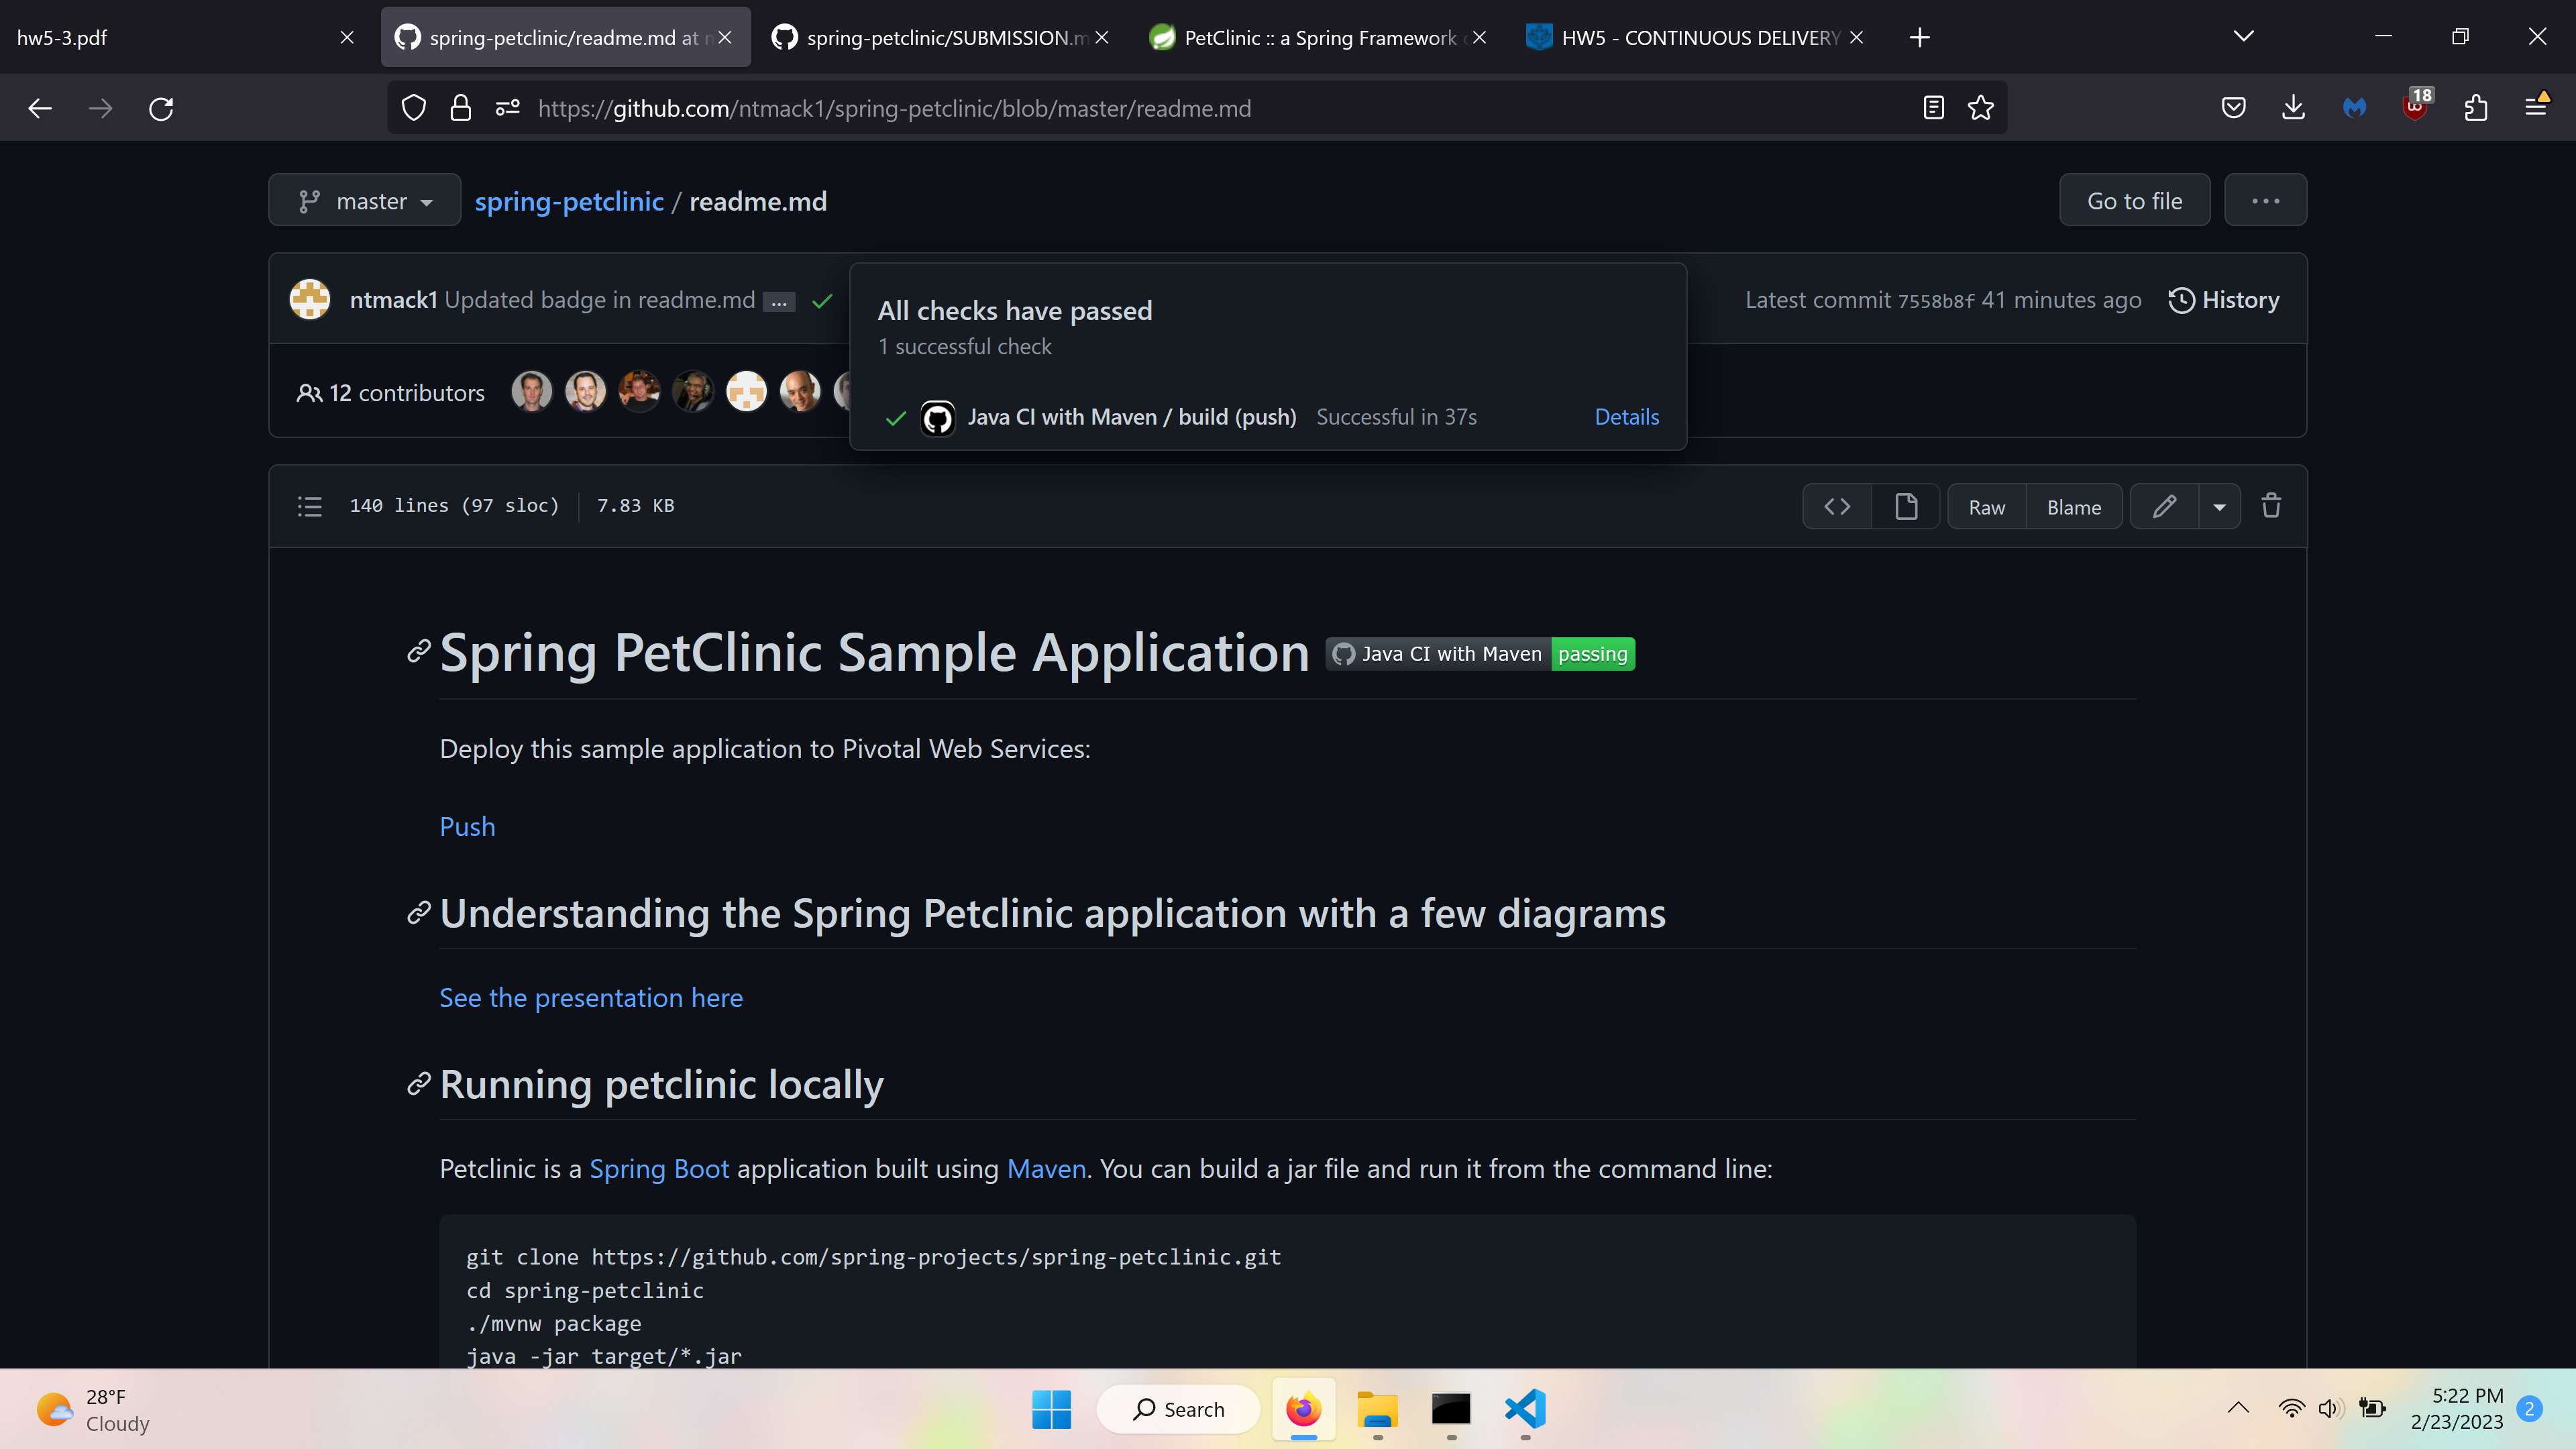 hw5-3.pdf
spring-petclinic/readme.md at
spring-petclinic/SUBMISSION.m
PetClinic :: a Spring Framework
HW5 - CONTINUOUS DELIVERY
https://github.com/ntmack1/spring-petclinic/blob/master/readme.md
18
master
spring-petclinic / readme.md
Go to file
ntmack1 Updated badge in readme.md ...
Latest commit 7558b8f 41 minutes ago
History
All checks have passed
1 successful check
12 contributors
Java CI with Maven / build (push) Successful in 37s
Details
140 lines (97 sloc)
7.83 KB
Raw
Blame
Spring PetClinic Sample Application
Java CI with Maven passing
Deploy this sample application to Pivotal Web Services:
Push
Understanding the Spring Petclinic application with a few diagrams
See the presentation here
Running petclinic locally
Petclinic is a Spring Boot application built using Maven. You can build a jar file and run it from the command line:
git clone https://github.com/spring-projects/spring-petclinic.git
cd spring-petclinic
./mvnw package
java -jar target/*.jar
28°F
Cloudy
Search
5:22 PM
2/23/2023
2